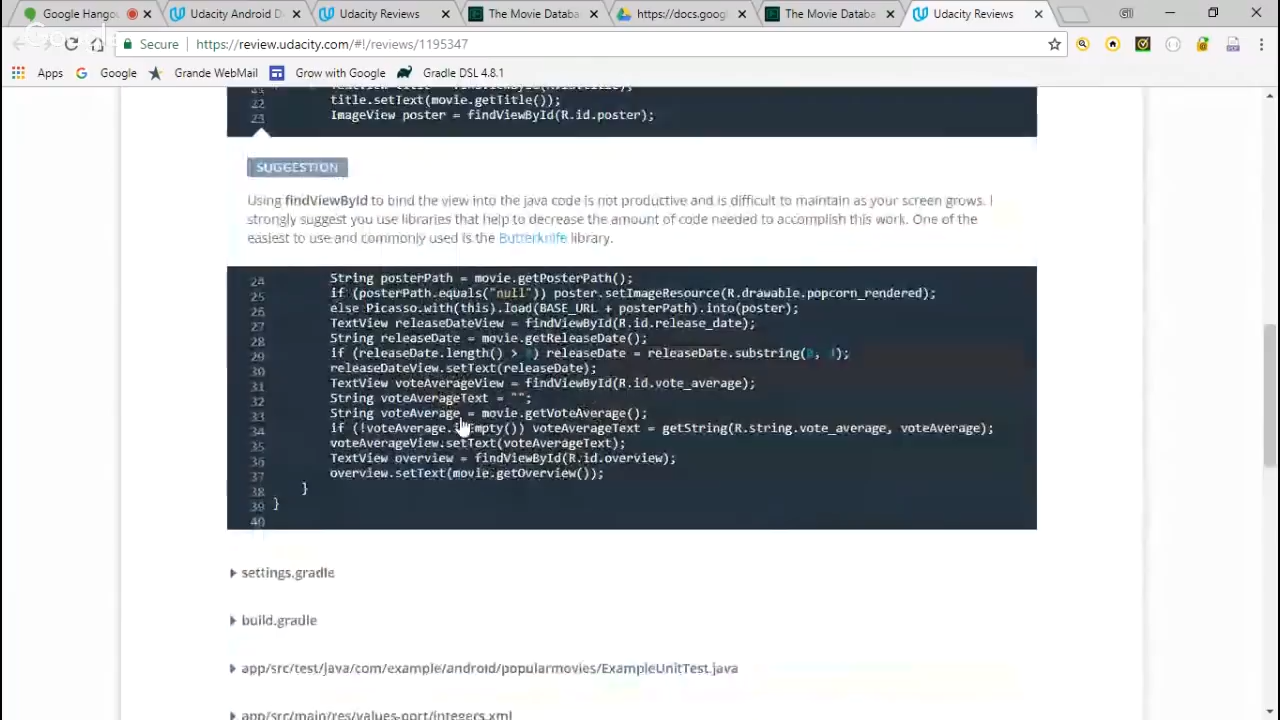 Google Hango
Udacity Android D
Udacity Reviews
The Movie Databa
https://docs.goog
The Movie Databa
Udacity Reviews
Secure
https://review.udacity.com/#!/reviews/1195347
Apps
Google
Grande WebMail
Grow with Google
Gradle DSL 4.8.1
22 title.setText(movie.getTitle());
23 ImageView poster = findViewById(R.id.poster);
SUGGESTION
Using findViewById to bind the view into the java code is not productive and is difficult to maintain as your screen grows. I
strongly suggest you use libraries that help to decrease the amount of code needed to accomplish this work. One of the
easiest to use and commonly used is the Butterknife library.
24 String posterPath = movie.getPosterPath();
25 if (posterPath.equals("null")) poster.setImageResource(R.drawable.popcorn_rendered);
26 else Picasso.with(this).load(BASE_URL + posterPath).into(poster);
27 TextView releaseDateView = findViewById(R.id.release_date);
28 String releaseDate = movie.getReleaseDate();
29 if (releaseDate.length() > ) releaseDate = releaseDate.substring( , );
30 releaseDateView.setText(releaseDate);
31 TextView voteAverageView = findViewById(R.id.vote_average);
32 String voteAverageText = "";
33 String voteAverage = movie.getVoteAverage();
34 if (!voteAverage. Empty()) voteAverageText = getString(R.string.vote_average, voteAverage);
35 voteAverageView.setText(voteAverageText);
36 TextView overview = findViewById(R.id.overview);
37 overview.setText(movie.getOverview());
38 }
39 }
40
settings.gradle
build.gradle
app/src/test/java/com/example/android/popularmovies/ExampleUnitTest.java
app/src/main/res/values-port/integers.xml